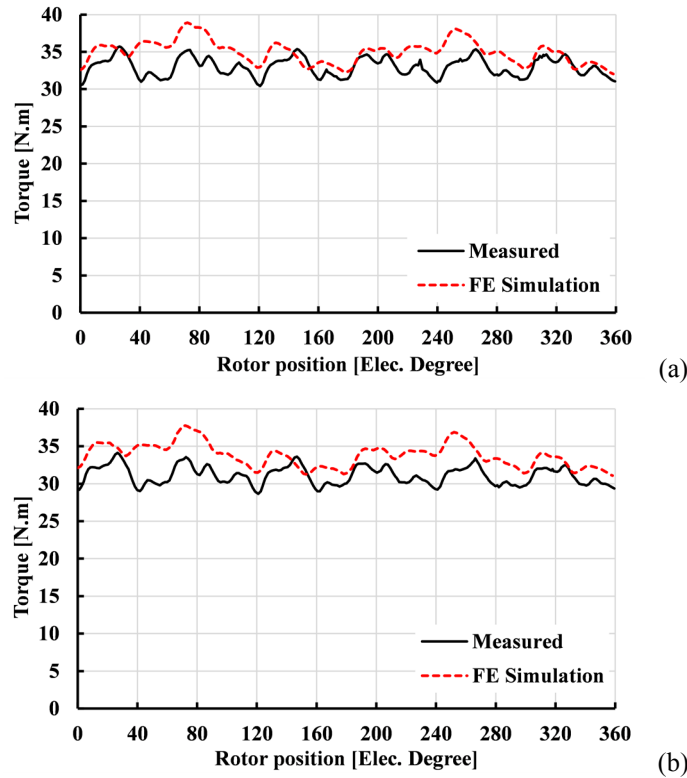 40
35
30
25
20
15
10
5
0
Torque [N.m]
Measured
FE Simulation
0 40 80 120 160 200 240 280 320 360
Rotor position [Elec. Degree]
(a)
40
35
30
25
20
15
10
5
0
Torque [N.m]
Measured
FE Simulation
0 40 80 120 160 200 240 280 320 360
Rotor position [Elec. Degree]
(b)